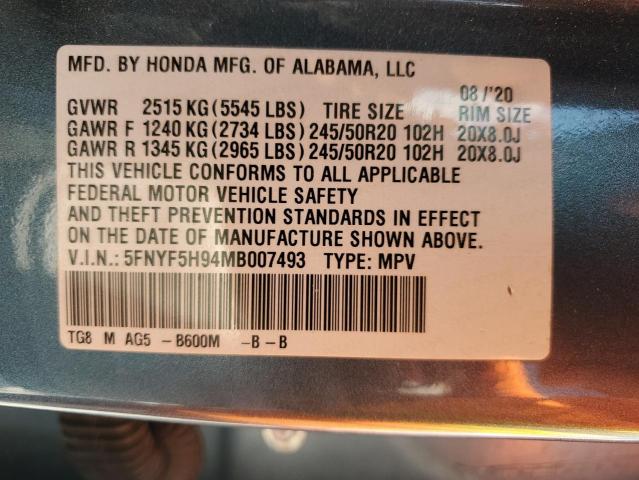 MFD. BY HONDA MFG. OF ALABAMA, LLC
08 /'20
GVWR 2515 KG (5545 LBS) TIRE SIZE RIM SIZE
GAWR F 1240 KG (2734 LBS) 245/50R20 102H 20X8.0J
GAWR R 1345 KG (2965 LBS) 245/50R20 102H 20X8.0J
THIS VEHICLE CONFORMS TO ALL APPLICABLE
FEDERAL MOTOR VEHICLE SAFETY
AND THEFT PREVENTION STANDARDS IN EFFECT
ON THE DATE OF MANUFACTURE SHOWN ABOVE.
V.I.N.: 5FNYF5H94MB007493 TYPE: MPV
TG8 M AG5 - B600M -B - B